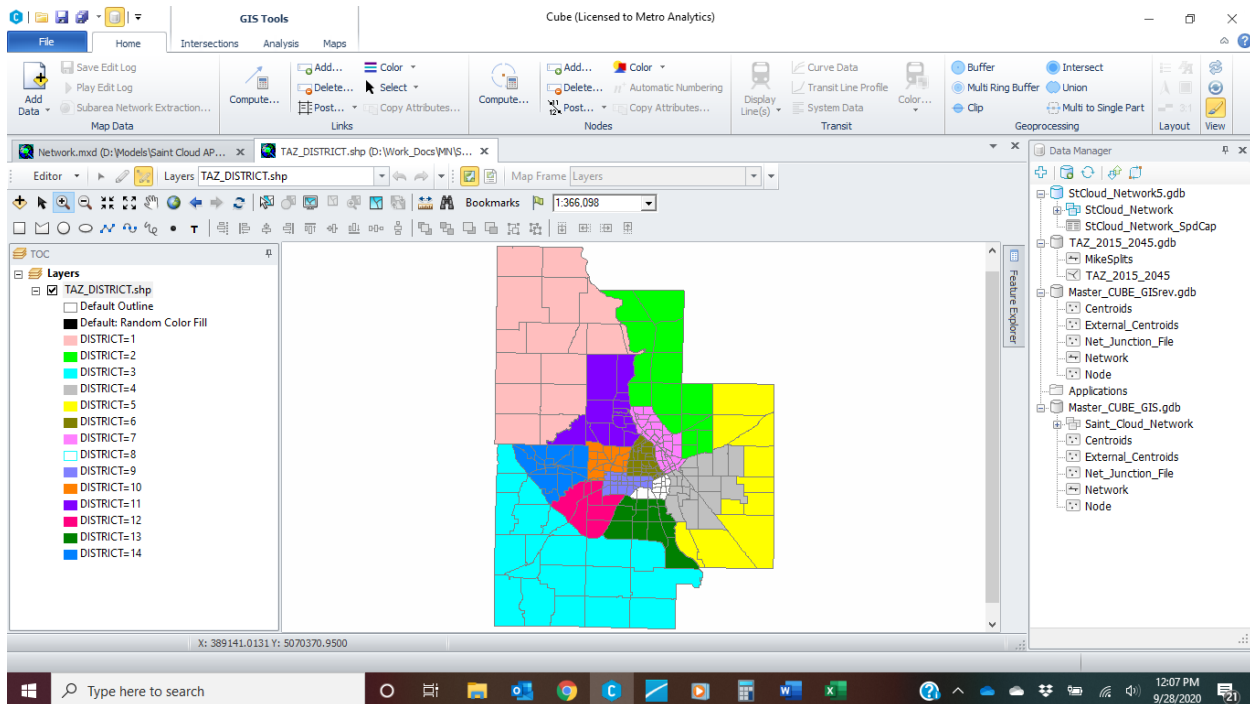 GIS Tools
Cube (Licensed to Metro Analytics)
File Home Intersections Analysis Maps
Add Data
Save Edit Log
Play Edit Log
Subarea Network Extraction...
Map Data
Compute...
Add... Color
Delete... Select
Post... Copy Attributes...
Links
Compute...
Add... Color
Delete... Automatic Numbering
Post... Copy Attributes...
Nodes
Display Line(s)
Curve Data
Transit Line Profile
System Data
Color...
Transit
Buffer Intersect
Multi Ring Buffer Union
Clip Multi to Single Part
Geoprocessing
3:1
Layout
View
Network.mxd (D:\Models\Saint Cloud AP... X
TAZ_DISTRICT.shp (D:\Work_Docs\MN\S... X
Editor Layers TAZ_DISTRICT.shp Map Frame Layers
Bookmarks 1:366,098
TOC
Layers
TAZ_DISTRICT.shp
Default Outline
Default: Random Color Fill
DISTRICT=1
DISTRICT=2
DISTRICT=3
DISTRICT=4
DISTRICT=5
DISTRICT=6
DISTRICT=7
DISTRICT=8
DISTRICT=9
DISTRICT=10
DISTRICT=11
DISTRICT=12
DISTRICT=13
DISTRICT=14
Feature Explorer
Data Manager
StCloud_Network5.gdb
StCloud_Network
StCloud_Network_SpdCap
TAZ_2015_2045.gdb
MikeSplits
TAZ_2015_2045
Master_CUBE_GISrev.gdb
Centroids
External_Centroids
Net_Junction_File
Network
Node
Applications
Master_CUBE_GIS.gdb
Saint_Cloud_Network
Centroids
External_Centroids
Net_Junction_File
Network
Node
X: 389141.0131 Y: 5070370.9500
Type here to search
12:07 PM
9/28/2020
21